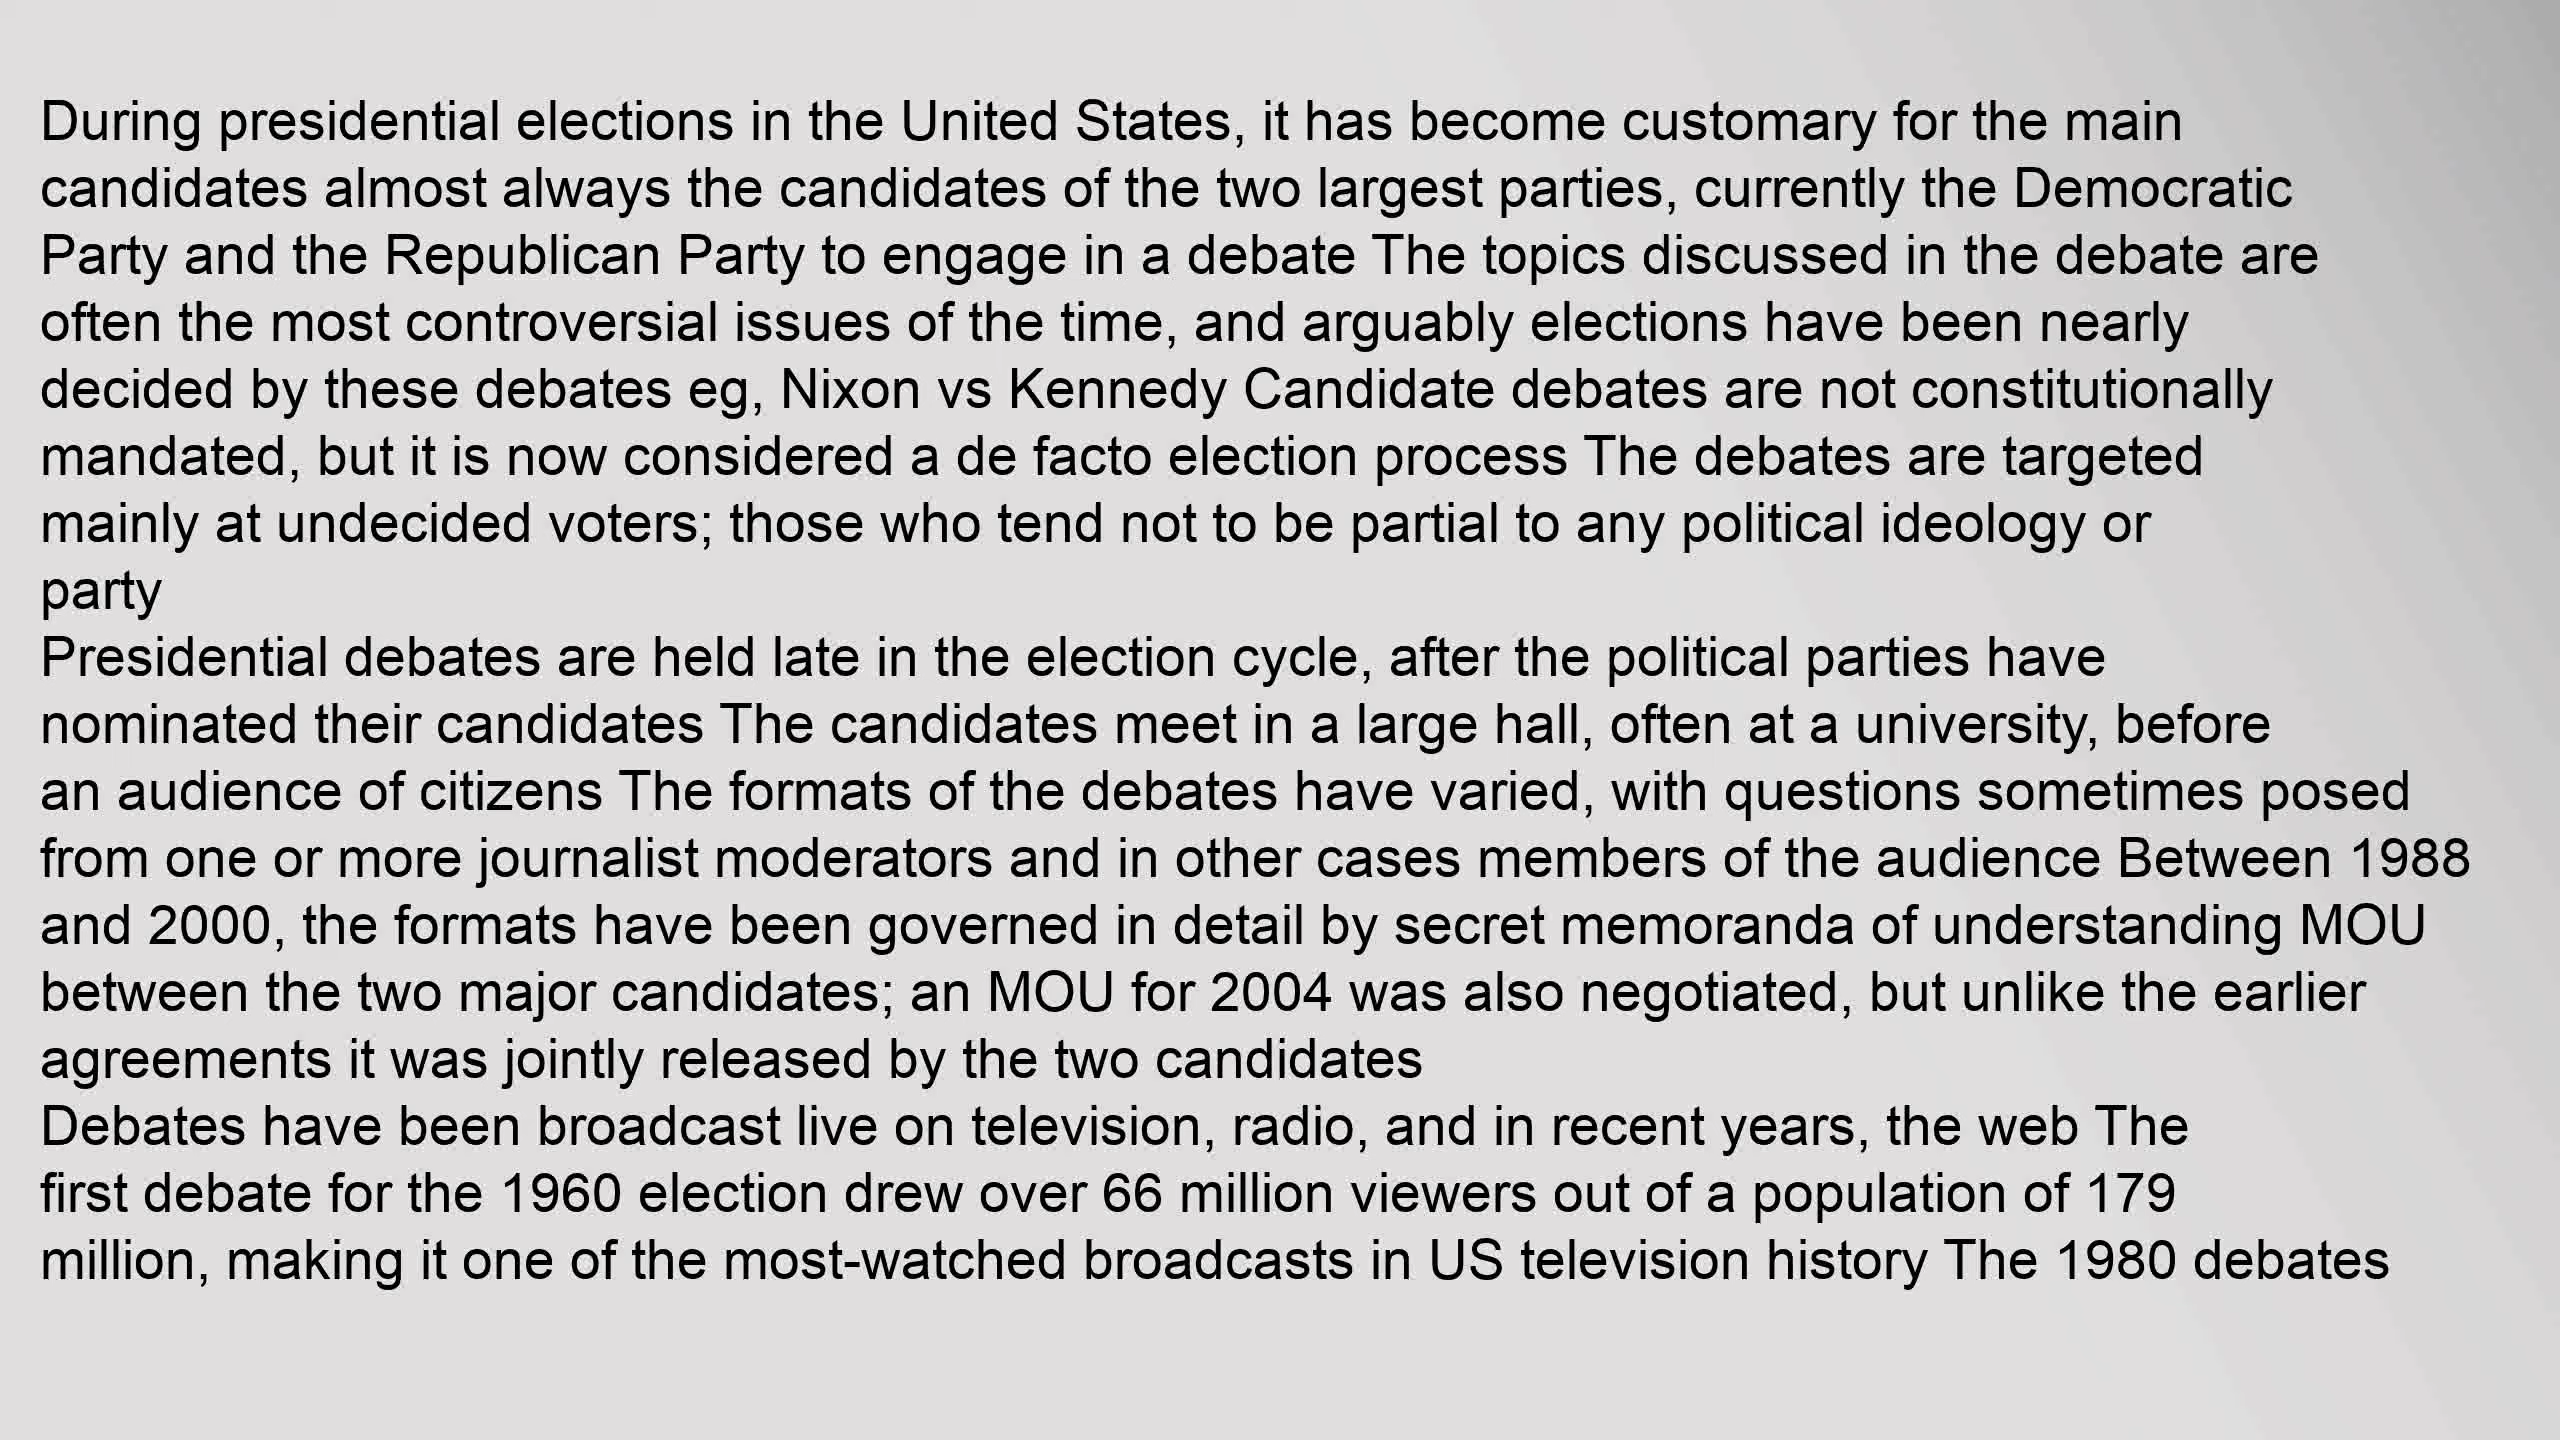 During presidential elections in the United States, it has become customary for the main
candidates almost always the candidates of the two largest parties, currently the Democratic
Party and the Republican Party to engage in a debate The topics discussed in the debate are
often the most controversial issues of the time, and arguably elections have been nearly
decided by these debates eg, Nixon vs Kennedy Candidate debates are not constitutionally
mandated, but it is now considered a de facto election process The debates are targeted
mainly at undecided voters; those who tend not to be partial to any political ideology or
party
Presidential debates are held late in the election cycle, after the political parties have
nominated their candidates The candidates meet in a large hall, often at a university, before
an audience of citizens The formats of the debates have varied, with questions sometimes posed
from one or more journalist moderators and in other cases members of the audience Between 1988
and 2000, the formats have been governed in detail by secret memoranda of understanding MOU
between the two major candidates; an MOU for 2004 was also negotiated, but unlike the earlier
agreements it was jointly released by the two candidates
Debates have been broadcast live on television, radio, and in recent years, the web The
first debate for the 1960 election drew over 66 million viewers out of a population of 179
million, making it one of the most-watched broadcasts in US television history The 1980 debates